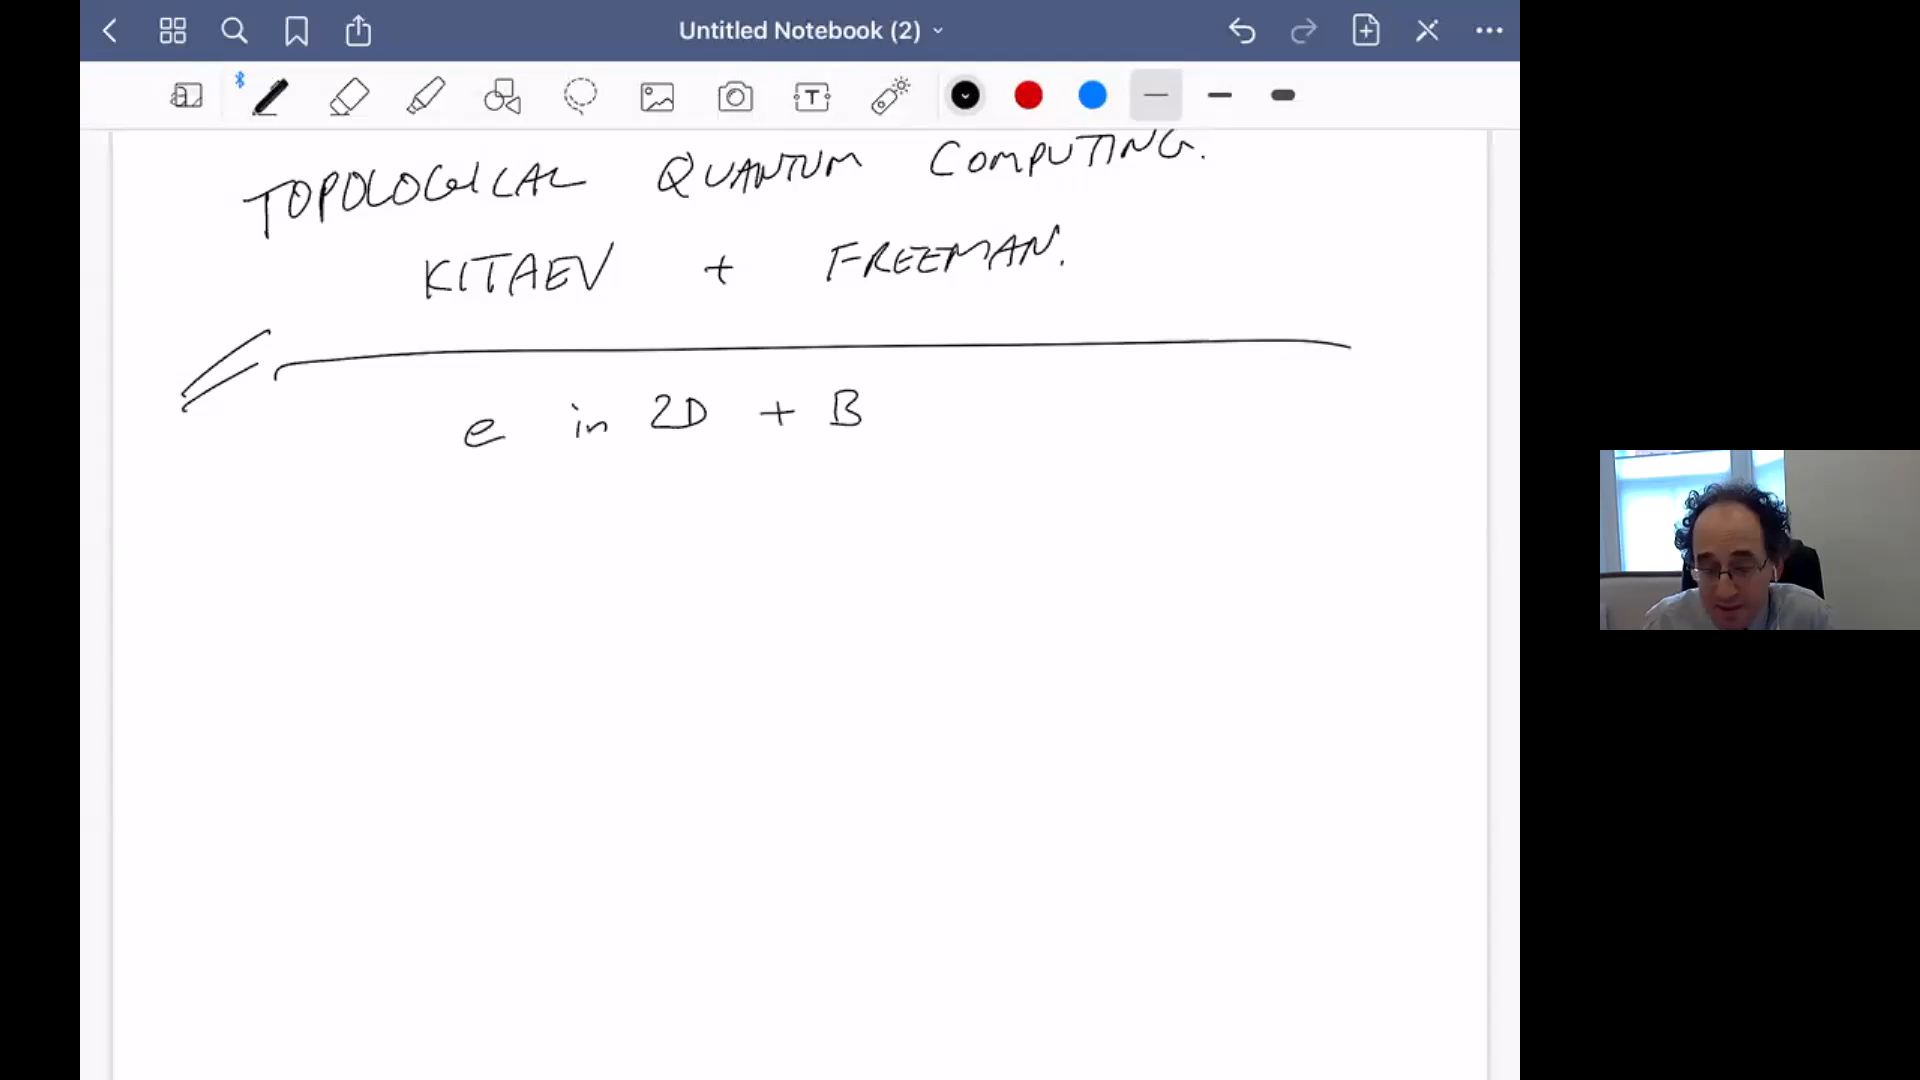 Untitled Notebook (2)
TOPOLOGICAL QUANTUM COMPUTING.
KITAEV + FREEMAN.
e in 2D + B